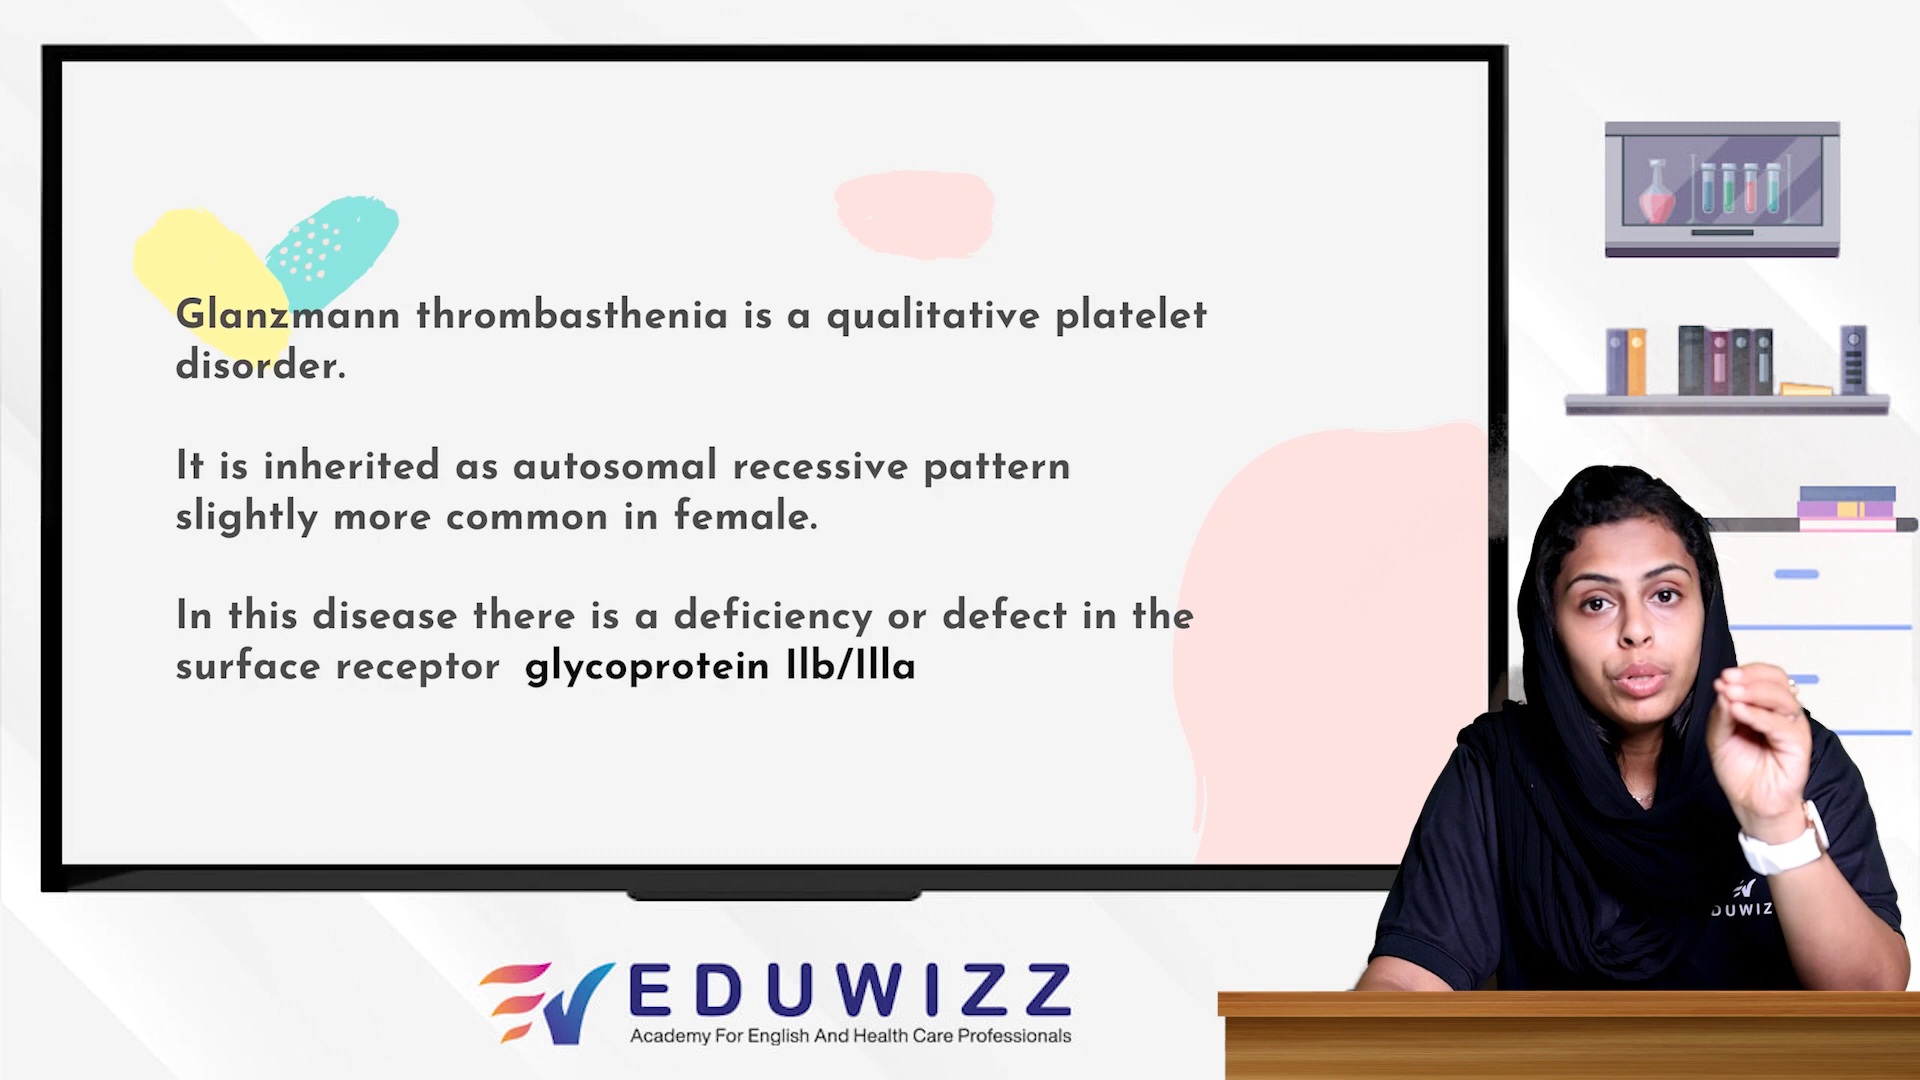 Glanzmann thrombasthenia is a qualitative platelet
disorder.
It is inherited as autosomal recessive pattern
slightly more common in female.
In this disease there is a deficiency or defect in the
surface receptor glycoprotein IIb/IIIa
DUWIZ
EDUWIZZ
Academy For English And Health Care Professionals